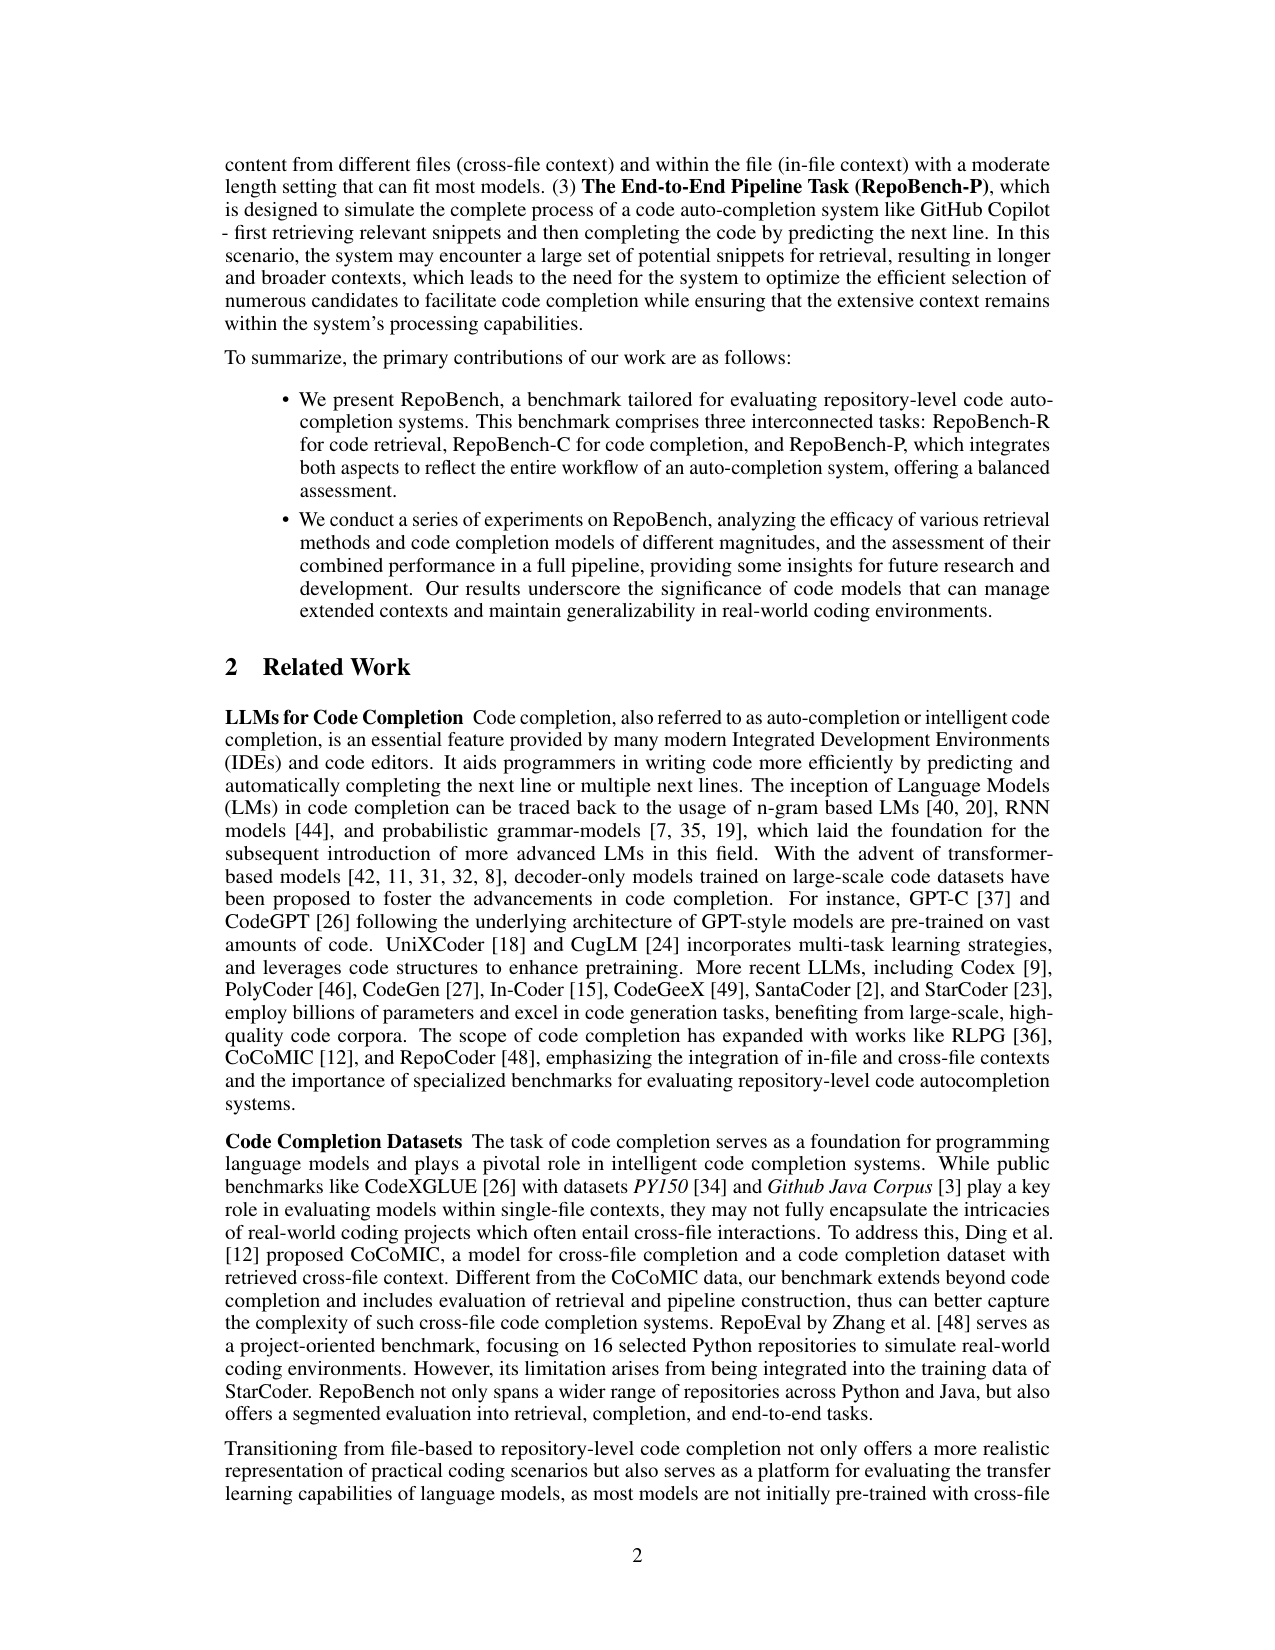 content from different files (cross-file context) and within the file (in-file context) with a moderate
length setting that can fit most models. (3) The End-to-End Pipeline Task (RepoBench-P), which
is designed to simulate the complete process of a code auto-completion system like GitHub Copilot
- first retrieving relevant snippets and then completing the code by predicting the next line. In this
scenario, the system may encounter a large set of potential snippets for retrieval, resulting in longer
and broader contexts, which leads to the need for the system to optimize the efficient selection of
numerous candidates to facilitate code completion while ensuring that the extensive context remains
within the system's processing capabilities.
To summarize, the primary contributions of our work are as follows:
• We present RepoBench, a benchmark tailored for evaluating repository-level code auto-
completion systems. This benchmark comprises three interconnected tasks: RepoBench-R
for code retrieval, RepoBench-C for code completion, and RepoBench-P, which integrates
both aspects to reflect the entire workflow of an auto-completion system, offering a balanced
assessment.
• We conduct a series of experiments on RepoBench, analyzing the efficacy of various retrieval
methods and code completion models of different magnitudes, and the assessment of their
combined performance in a full pipeline, providing some insights for future research and
development. Our results underscore the significance of code models that can manage
extended contexts and maintain generalizability in real-world coding environments.
2 Related Work
LLMs for Code Completion Code completion, also referred to as auto-completion or intelligent code
completion, is an essential feature provided by many modern Integrated Development Environments
(IDEs) and code editors. It aids programmers in writing code more efficiently by predicting and
automatically completing the next line or multiple next lines. The inception of Language Models
(LMs) in code completion can be traced back to the usage of n-gram based LMs [40, 20], RNN
models [44], and probabilistic grammar-models [7, 35, 19], which laid the foundation for the
subsequent introduction of more advanced LMs in this field. With the advent of transformer-
based models [42, 11, 31, 32, 8], decoder-only models trained on large-scale code datasets have
been proposed to foster the advancements in code completion. For instance, GPT-C [37] and
CodeGPT [26] following the underlying architecture of GPT-style models are pre-trained on vast
amounts of code. UniXCoder [18] and CugLM [24] incorporates multi-task learning strategies,
and leverages code structures to enhance pretraining. More recent LLMs, including Codex [9],
PolyCoder [46], CodeGen [27], In-Coder [15], CodeGeeX [49], SantaCoder [2], and StarCoder [23],
employ billions of parameters and excel in code generation tasks, benefiting from large-scale, high-
quality code corpora. The scope of code completion has expanded with works like RLPG [36],
CoCoMIC [12], and RepoCoder [48], emphasizing the integration of in-file and cross-file contexts
and the importance of specialized benchmarks for evaluating repository-level code autocompletion
systems.
Code Completion Datasets The task of code completion serves as a foundation for programming
language models and plays a pivotal role in intelligent code completion systems. While public
benchmarks like CodeXGLUE [26] with datasets PY150 [34] and Github Java Corpus [3] play a key
role in evaluating models within single-file contexts, they may not fully encapsulate the intricacies
of real-world coding projects which often entail cross-file interactions. To address this, Ding et al.
[12] proposed CoCoMIC, a model for cross-file completion and a code completion dataset with
retrieved cross-file context. Different from the CoCoMIC data, our benchmark extends beyond code
completion and includes evaluation of retrieval and pipeline construction, thus can better capture
the complexity of such cross-file code completion systems. RepoEval by Zhang et al. [48] serves as
a project-oriented benchmark, focusing on 16 selected Python repositories to simulate real-world
coding environments. However, its limitation arises from being integrated into the training data of
StarCoder. RepoBench not only spans a wider range of repositories across Python and Java, but also
offers a segmented evaluation into retrieval, completion, and end-to-end tasks.
Transitioning from file-based to repository-level code completion not only offers a more realistic
representation of practical coding scenarios but also serves as a platform for evaluating the transfer
learning capabilities of language models, as most models are not initially pre-trained with cross-file
2